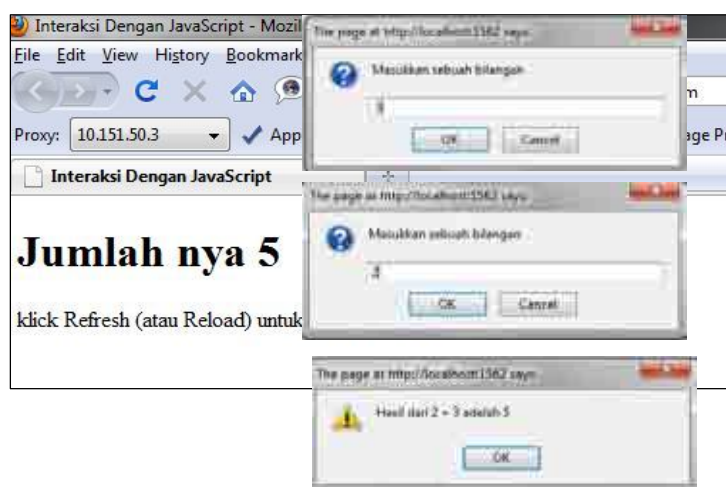 Interaksi Dengan JavaScript - Mozil
File Edit View History Bookmark
Proxy: 10.151.50.3 App
age Pr
Interaksi Dengan JavaScript
Jumlah nya 5
klick Refresh (atau Reload) untuk
The page at http://localhost:1562 says:
Masukkan sebuah bilangan
OK Cancel
The page at http://localhost:1562 says:
Masukkan sebuah bilangan
OK Cancel
The page at http://localhost:1562 says:
Hasil dari 2 + 3 adalah 5
OK